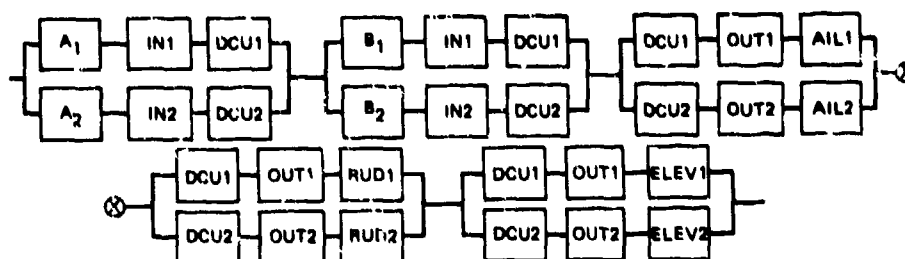 A1 IN1 DCU1 B1 IN1 DCU1 DCU1 OUT1 AIL1
A2 IN2 DCU2 B2 IN2 DCU2 DCU2 OUT2 AIL2
X
DCU1 OUT1 RUD1 DCU1 OUT1 ELEV1
X
DCU2 OUT2 RUD2 DCU2 OUT2 ELEV2